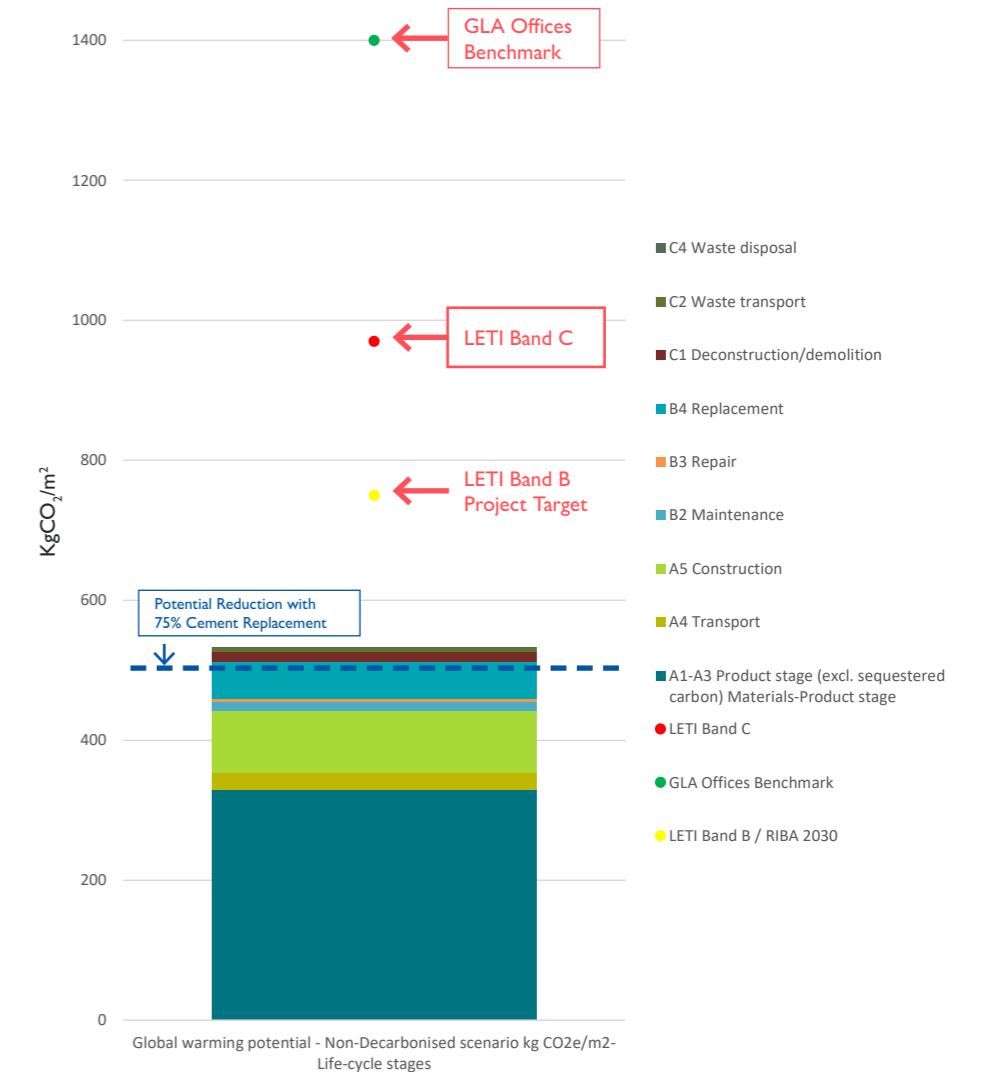 GLA Offices
Benchmark
1400
1200
C4 Waste disposal
C2 Waste transport
1000
LETI Band C
C1 Deconstruction/demolition
B4 Replacement
800
B3 Repair
LETI Band B
Project Target
KgCO₂/m²
B2 Maintenance
A5 Construction
600
Potential Reduction with
75% Cement Replacement
A4 Transport
A1-A3 Product stage (excl. sequestered
carbon) Materials-Product stage
LETI Band C
400
GLA Offices Benchmark
LETI Band B / RIBA 2030
200
0
Global warming potential - Non-Decarbonised scenario kg CO2e/m2-
Life-cycle stages